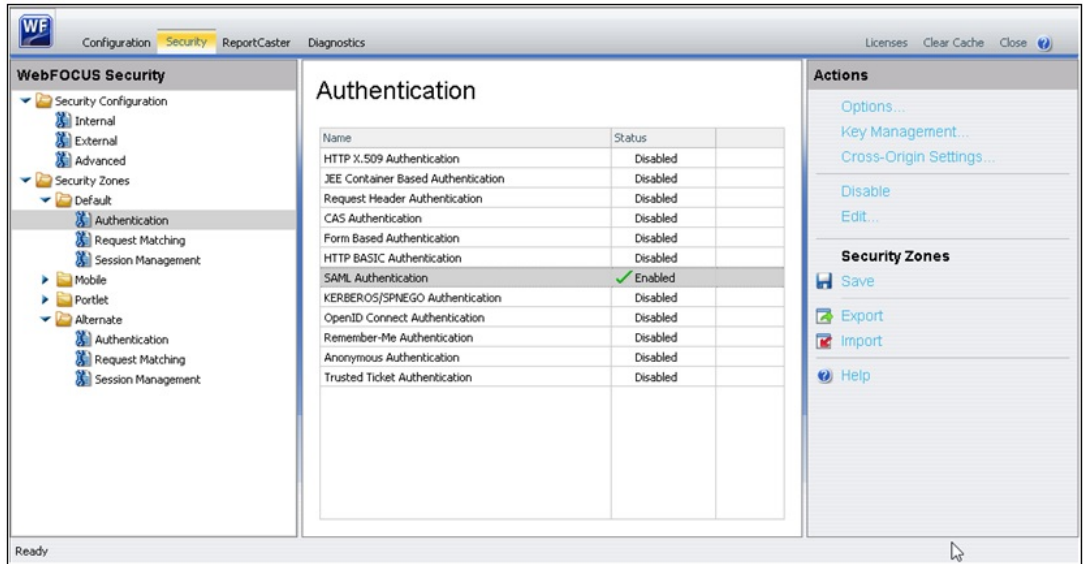 WF
Configuration Security ReportCaster Diagnostics Licenses Clear Cache Close ?
WebFOCUS Security
Security Configuration
Internal
External
Advanced
Security Zones
Default
Authentication
Request Matching
Session Management
Mobile
Portlet
Alternate
Authentication
Request Matching
Session Management
Authentication
Name Status
HTTP X.509 Authentication Disabled
JEE Container Based Authentication Disabled
Request Header Authentication Disabled
CAS Authentication Disabled
Form Based Authentication Disabled
HTTP BASIC Authentication Disabled
SAML Authentication Enabled
KERBEROS/SPNEGO Authentication Disabled
OpenID Connect Authentication Disabled
Remember-Me Authentication Disabled
Anonymous Authentication Disabled
Trusted Ticket Authentication Disabled
Actions
Options...
Key Management...
Cross-Origin Settings...
Disable
Edit...
Security Zones
Save
Export
Import
? Help
Ready